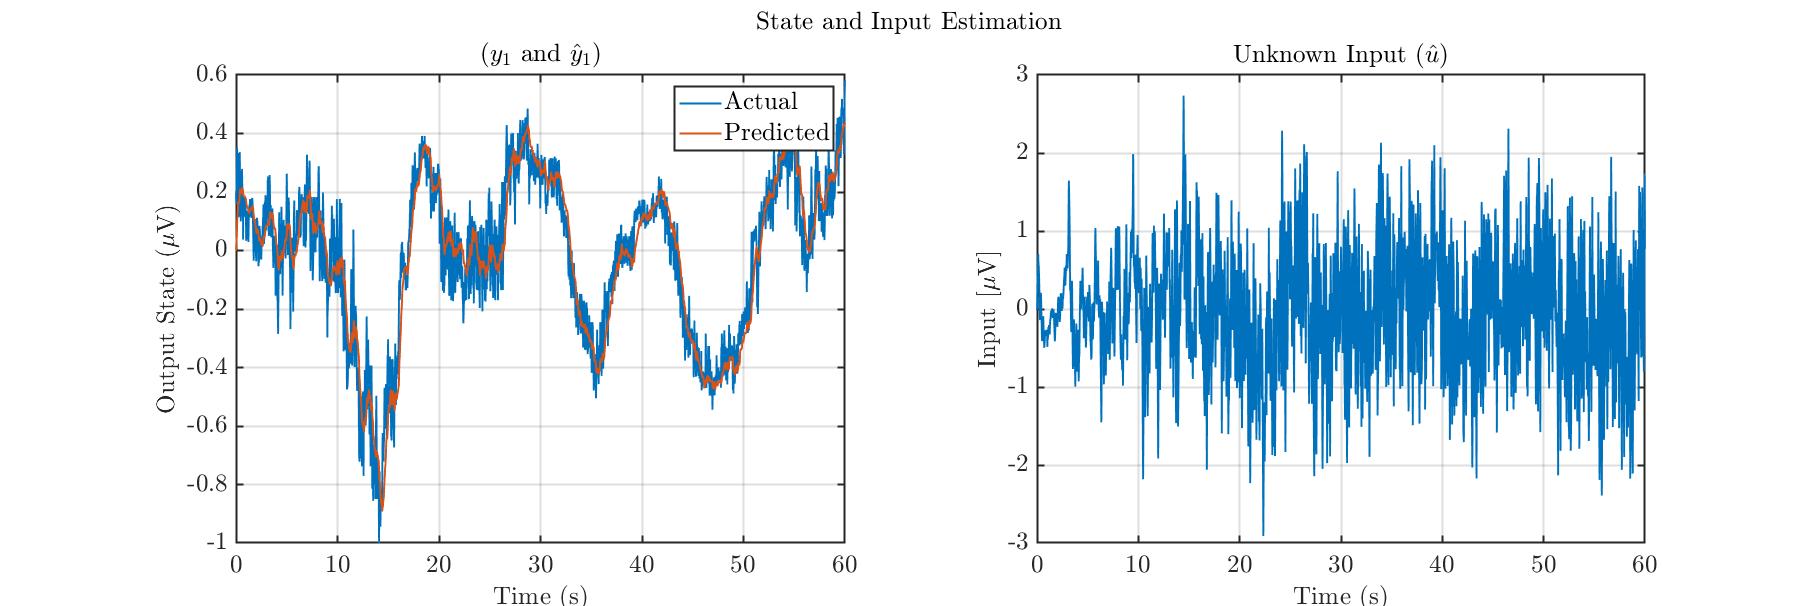 State and Input Estimation
(y₁ and ŷ₁)
0.6
0.4
0.2
0
-0.2
-0.4
-0.6
-0.8
-1
Output State (μV)
Actual
Predicted
0 10 20 30 40 50 60
Time (s)
Unknown Input (û)
3
2
1
0
-1
-2
-3
Input [μV]
0 10 20 30 40 50 60
Time (s)